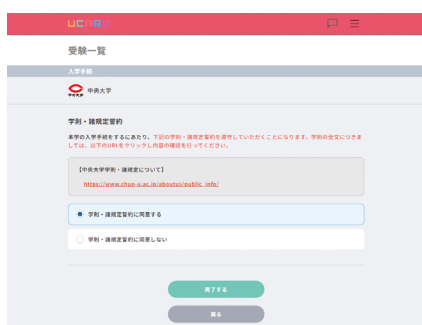 UCARO
受験一覧
入学手続
中央大学
学則・諸規定誓約
本学の入学手続をするにあたり、下記の学則・諸規定誓約を遵守していただくことになります。学則の全文につきま
しては、以下のURLをクリックし内容の確認を行ってください。
【中央大学学則・諸規定について】
https://www.chuo-u.ac.jp/aboutus/public_info/
学則・諸規定誓約に同意する
学則・諸規定誓約に同意しない
完了する
戻る